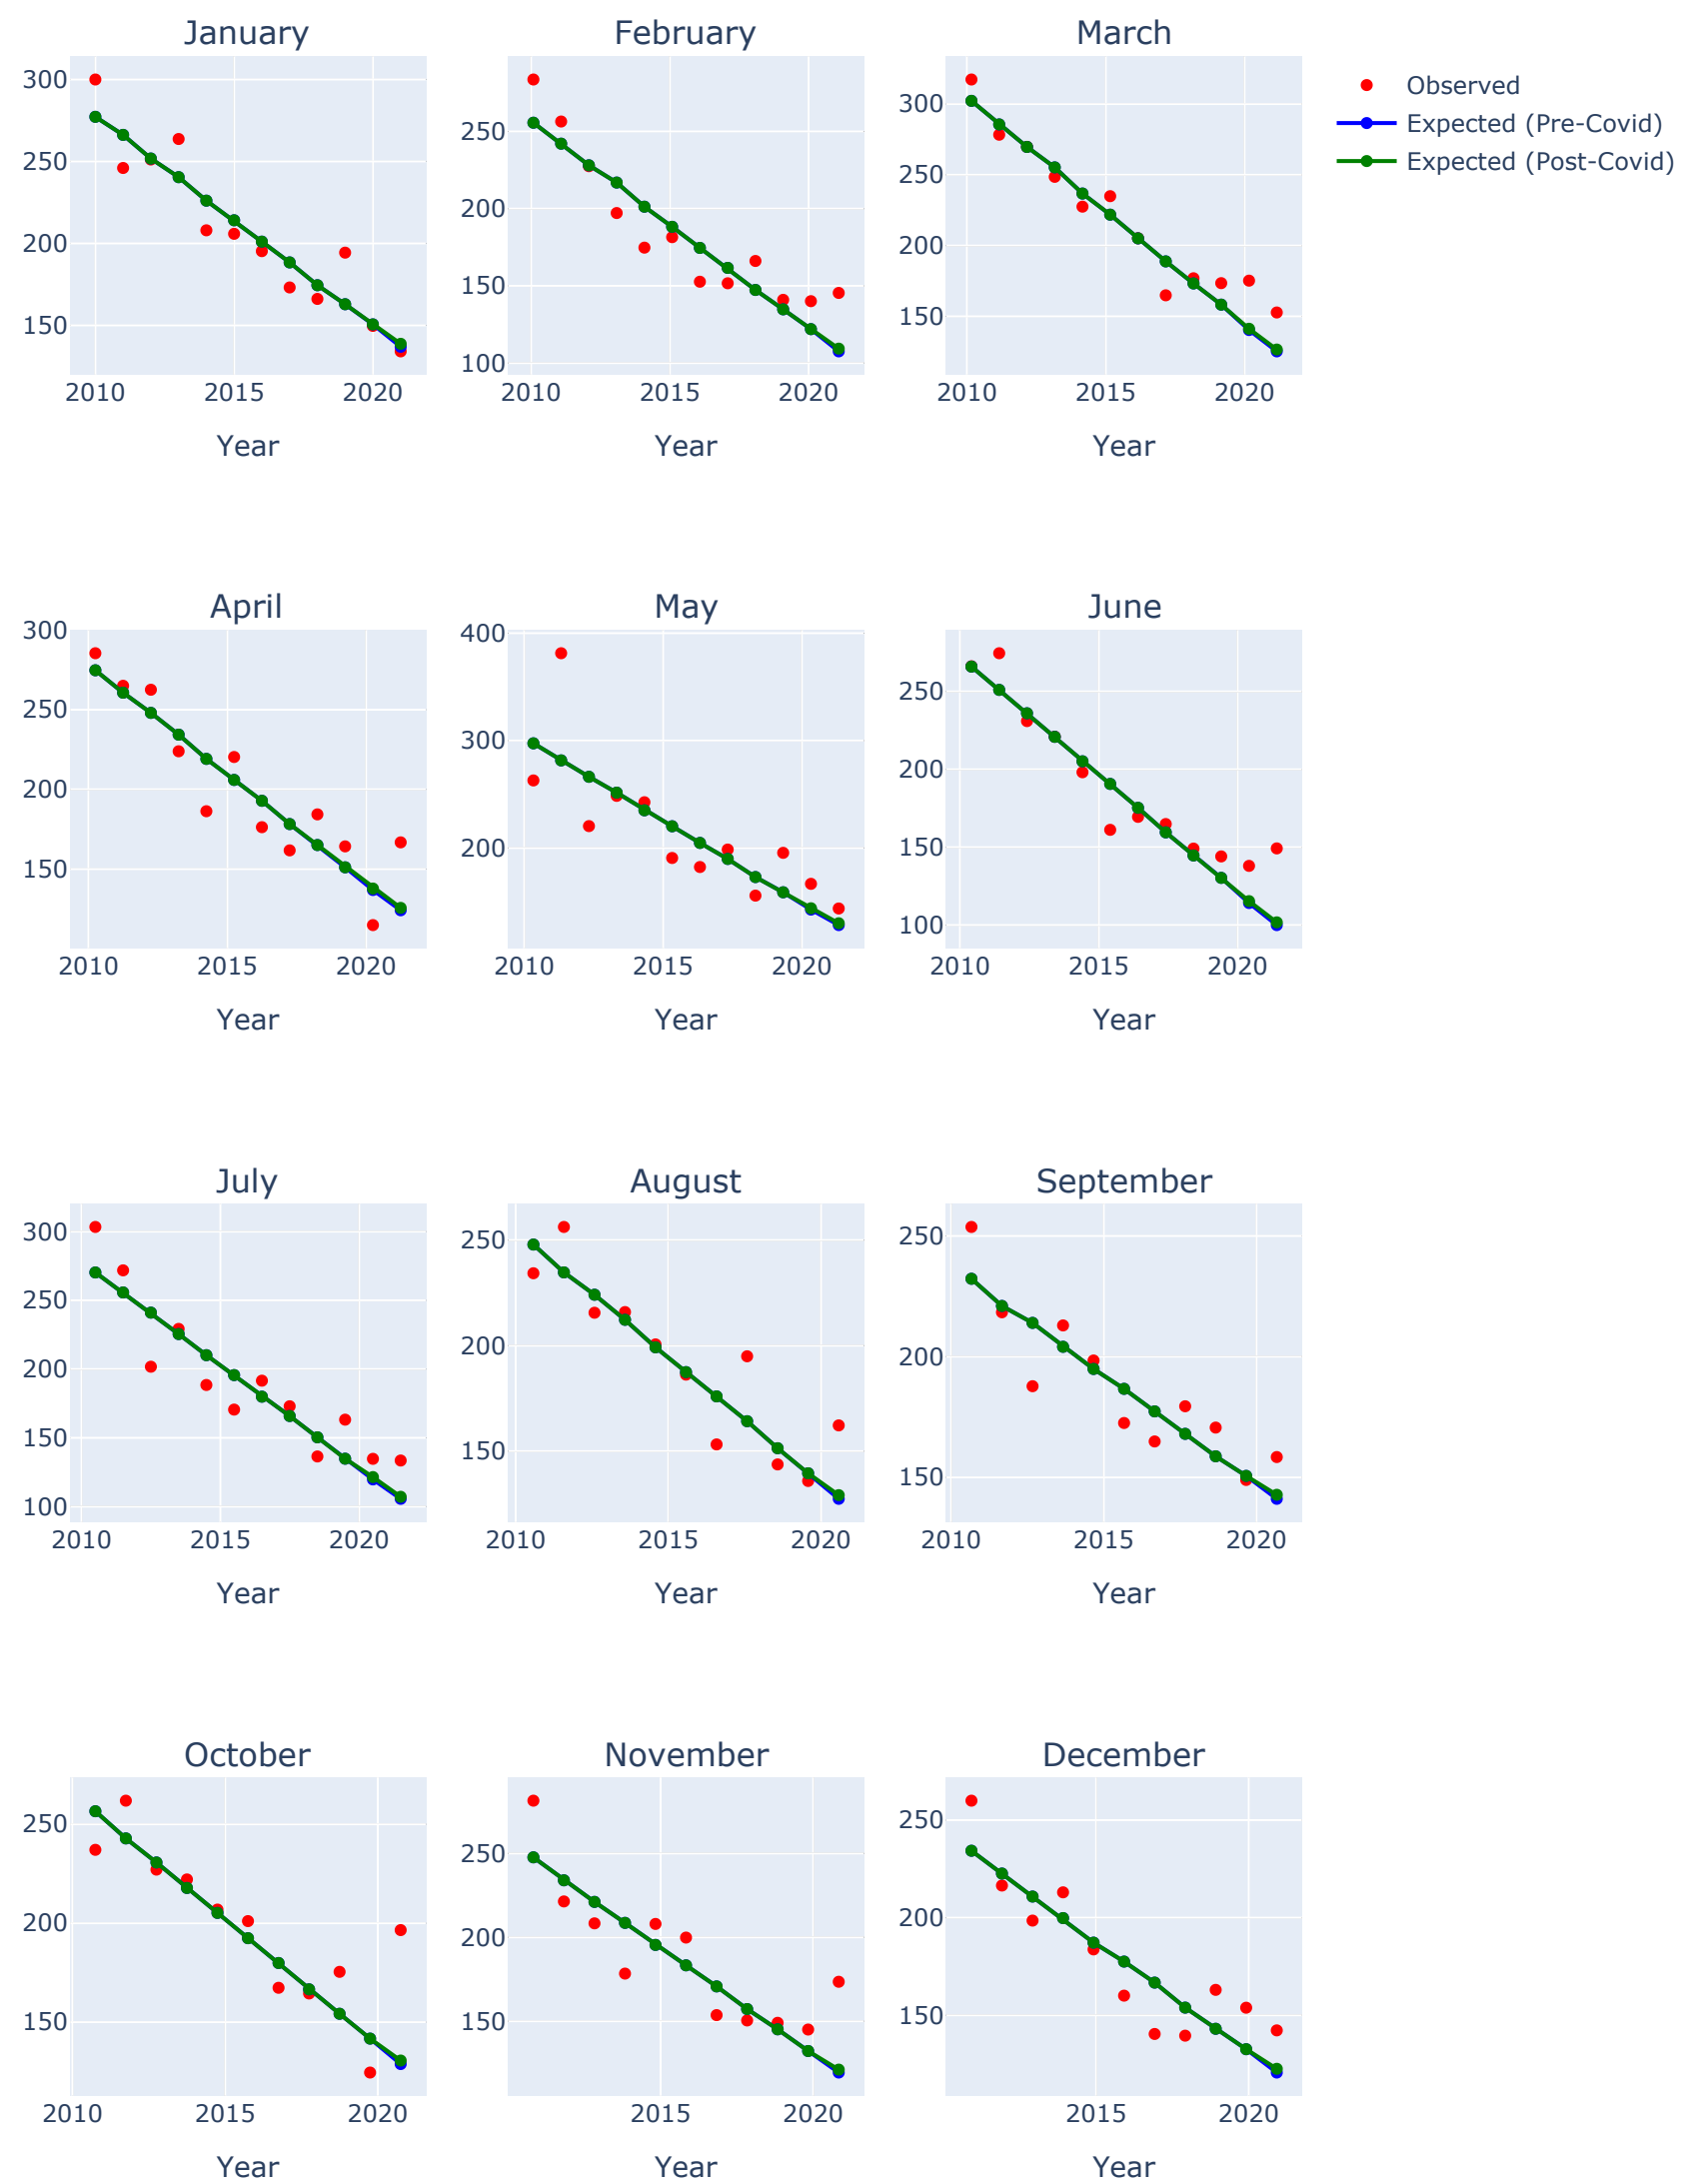 January
February
March
300
250
200
150
2010
2015
2020
Year
250
200
150
100
2010
2015
2020
Year
300
250
200
150
2010
2015
2020
Year
Observed
Expected (Pre-Covid)
Expected (Post-Covid)
April
May
June
300
250
200
150
2010
2015
2020
Year
400
300
200
2010
2015
2020
Year
250
200
150
100
2010
2015
2020
Year
July
August
September
300
250
200
150
100
2010
2015
2020
Year
250
200
150
2010
2015
2020
Year
250
200
150
2010
2015
2020
Year
October
November
December
250
200
150
2010
2015
2020
Year
250
200
150
2015
2020
Year
250
200
150
2015
2020
Year